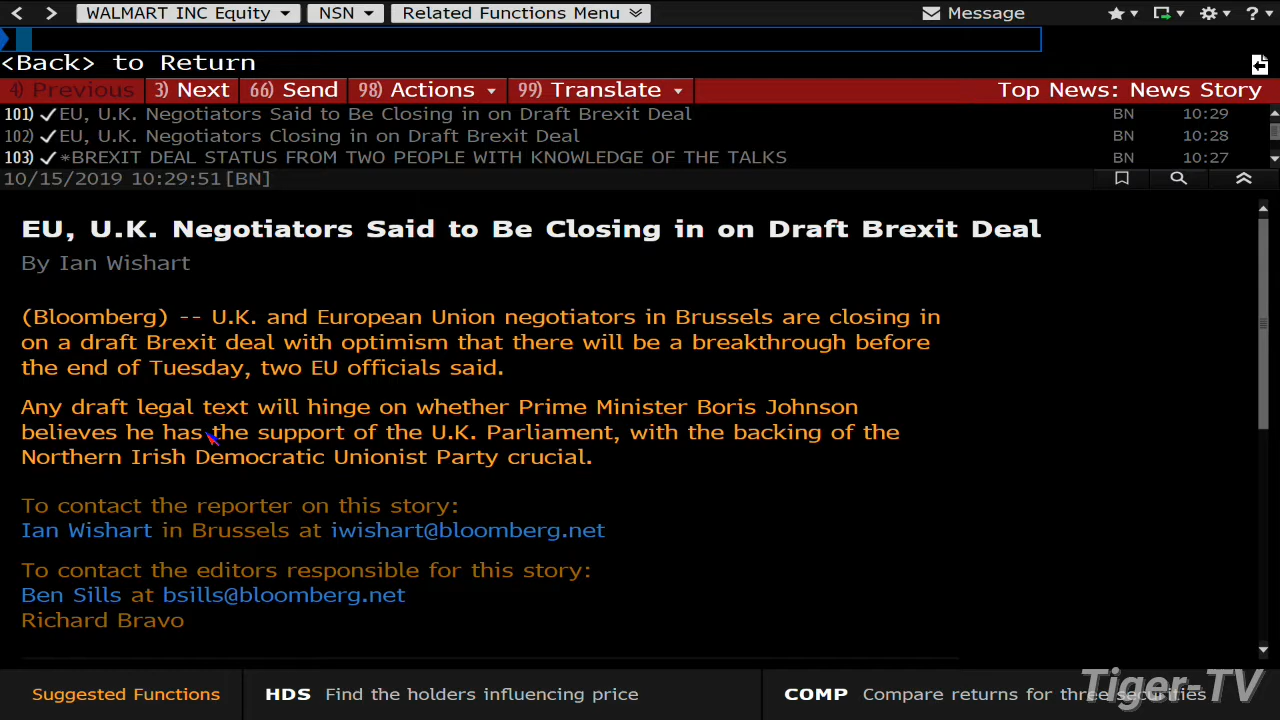 WALMART INC Equity NSN Related Functions Menu Message ?
<Back> to Return
4) Previous 3) Next 66) Send 98) Actions 99) Translate Top News: News Story
101) EU, U.K. Negotiators Said to Be Closing in on Draft Brexit Deal BN 10:29
102) EU, U.K. Negotiators Closing in on Draft Brexit Deal BN 10:28
103) *BREXIT DEAL STATUS FROM TWO PEOPLE WITH KNOWLEDGE OF THE TALKS BN 10:27
10/15/2019 10:29:51[BN]
EU, U.K. Negotiators Said to Be Closing in on Draft Brexit Deal
By Ian Wishart
(Bloomberg) -- U.K. and European Union negotiators in Brussels are closing in
on a draft Brexit deal with optimism that there will be a breakthrough before
the end of Tuesday, two EU officials said.
Any draft legal text will hinge on whether Prime Minister Boris Johnson
believes he has the support of the U.K. Parliament, with the backing of the
Northern Irish Democratic Unionist Party crucial.
To contact the reporter on this story:
Ian Wishart in Brussels at iwishart@bloomberg.net
To contact the editors responsible for this story:
Ben Sills at bsills@bloomberg.net
Richard Bravo
Suggested Functions HDS Find the holders influencing price COMP Compare returns for three securities
Tiger-TV